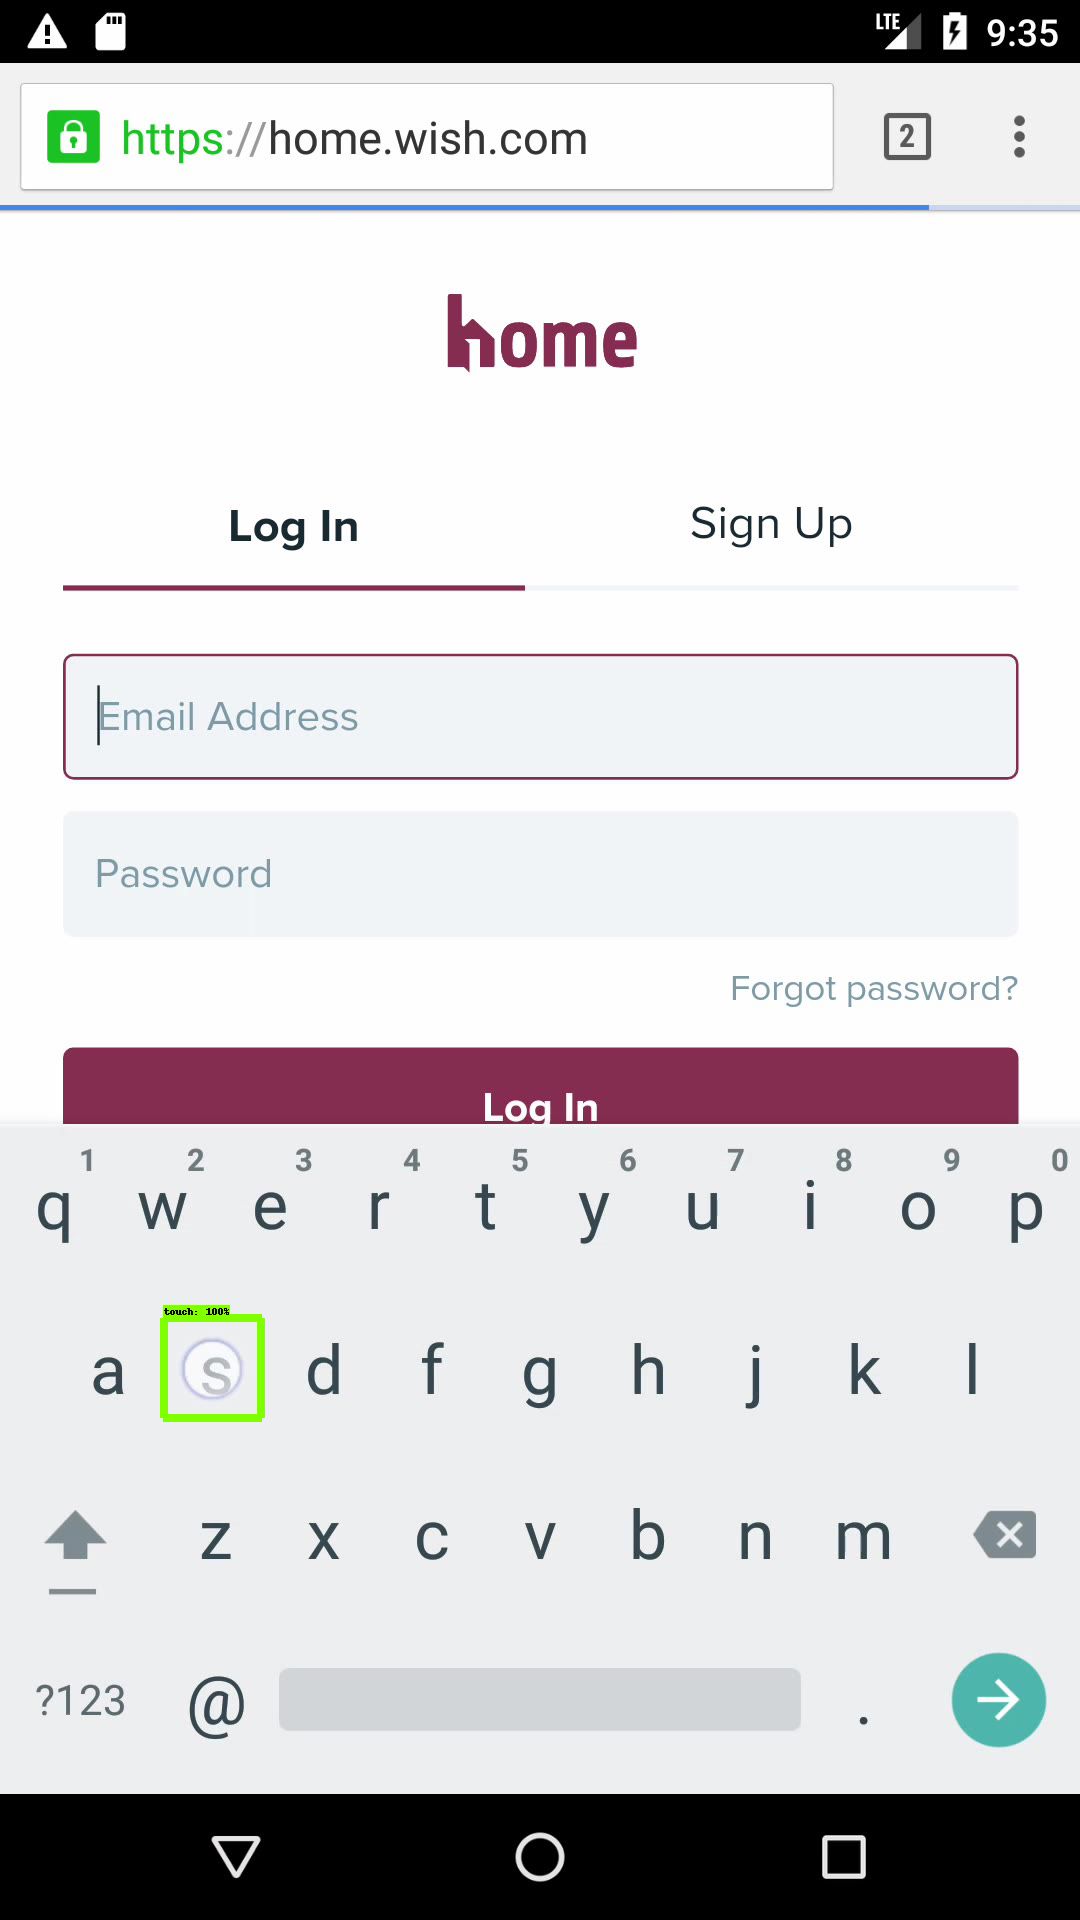 LTE 9:35
https://home.wish.com 2
home
Log In Sign Up
Email Address
Password
Forgot password?
Log In
1 2 3 4 5 6 7 8 9 0
q w e r t y u i o p
touch: 100%
a s d f g h j k l
z x c v b n m
?123 @ .